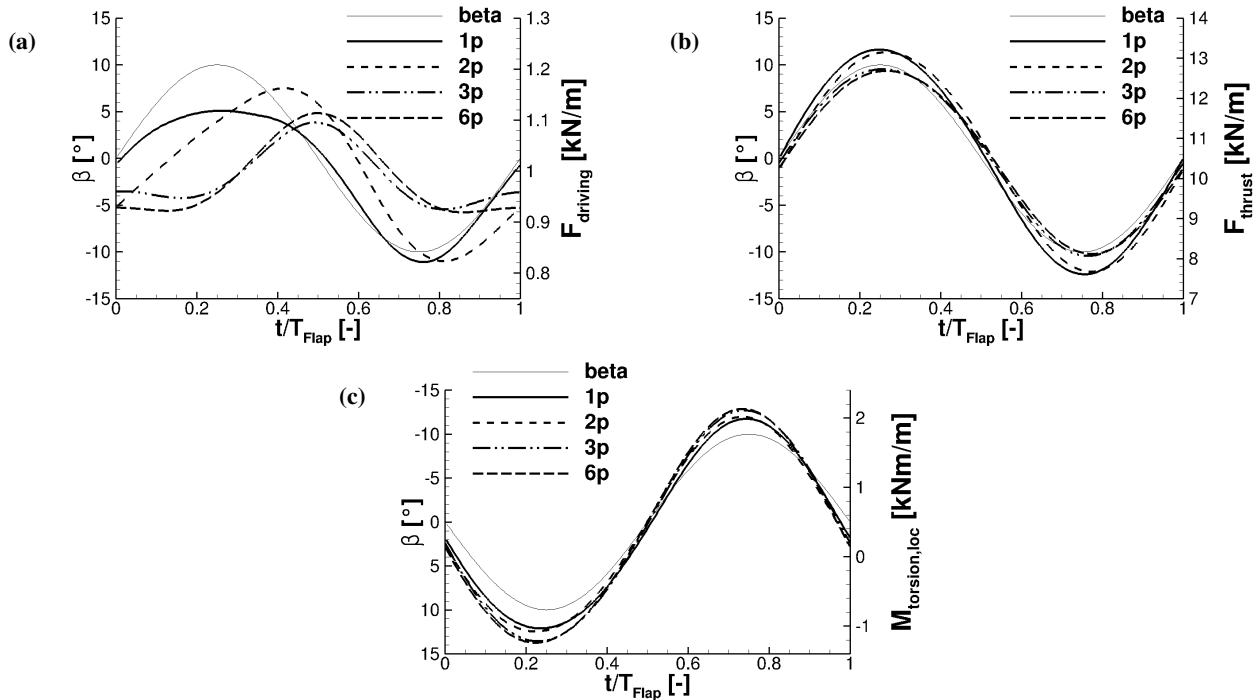 (a)
beta
1p
2p
3p
6p
15
10
5
0
-5
-10
-15
β [°]
1.3
1.2
1.1
1
0.9
0.8
F_driving [kN/m]
0 0.2 0.4 0.6 0.8 1
t/T_Flap [-]
(b)
beta
1p
2p
3p
6p
15
10
5
0
-5
-10
-15
β [°]
14
13
12
11
10
9
8
7
F_thrust [kN/m]
0 0.2 0.4 0.6 0.8 1
t/T_Flap [-]
(c)
beta
1p
2p
3p
6p
-15
-10
-5
0
5
10
15
β [°]
2
1
0
-1
M_torsion,loc [kNm/m]
0 0.2 0.4 0.6 0.8 1
t/T_Flap [-]